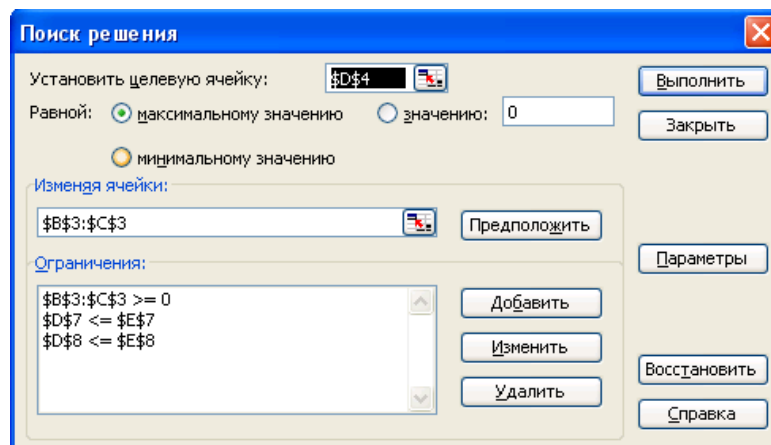 Поиск решения
Установить целевую ячейку: $D$4 Выполнить
Равной: максимальному значению значению: 0 Закрыть
минимальному значению
Изменяя ячейки:
$B$3:$C$3 Предположить
Ограничения: Параметры
$B$3:$C$3 >= 0 Добавить
$D$7 <= $E$7
$D$8 <= $E$8 Изменить
Восстановить
Удалить
Справка